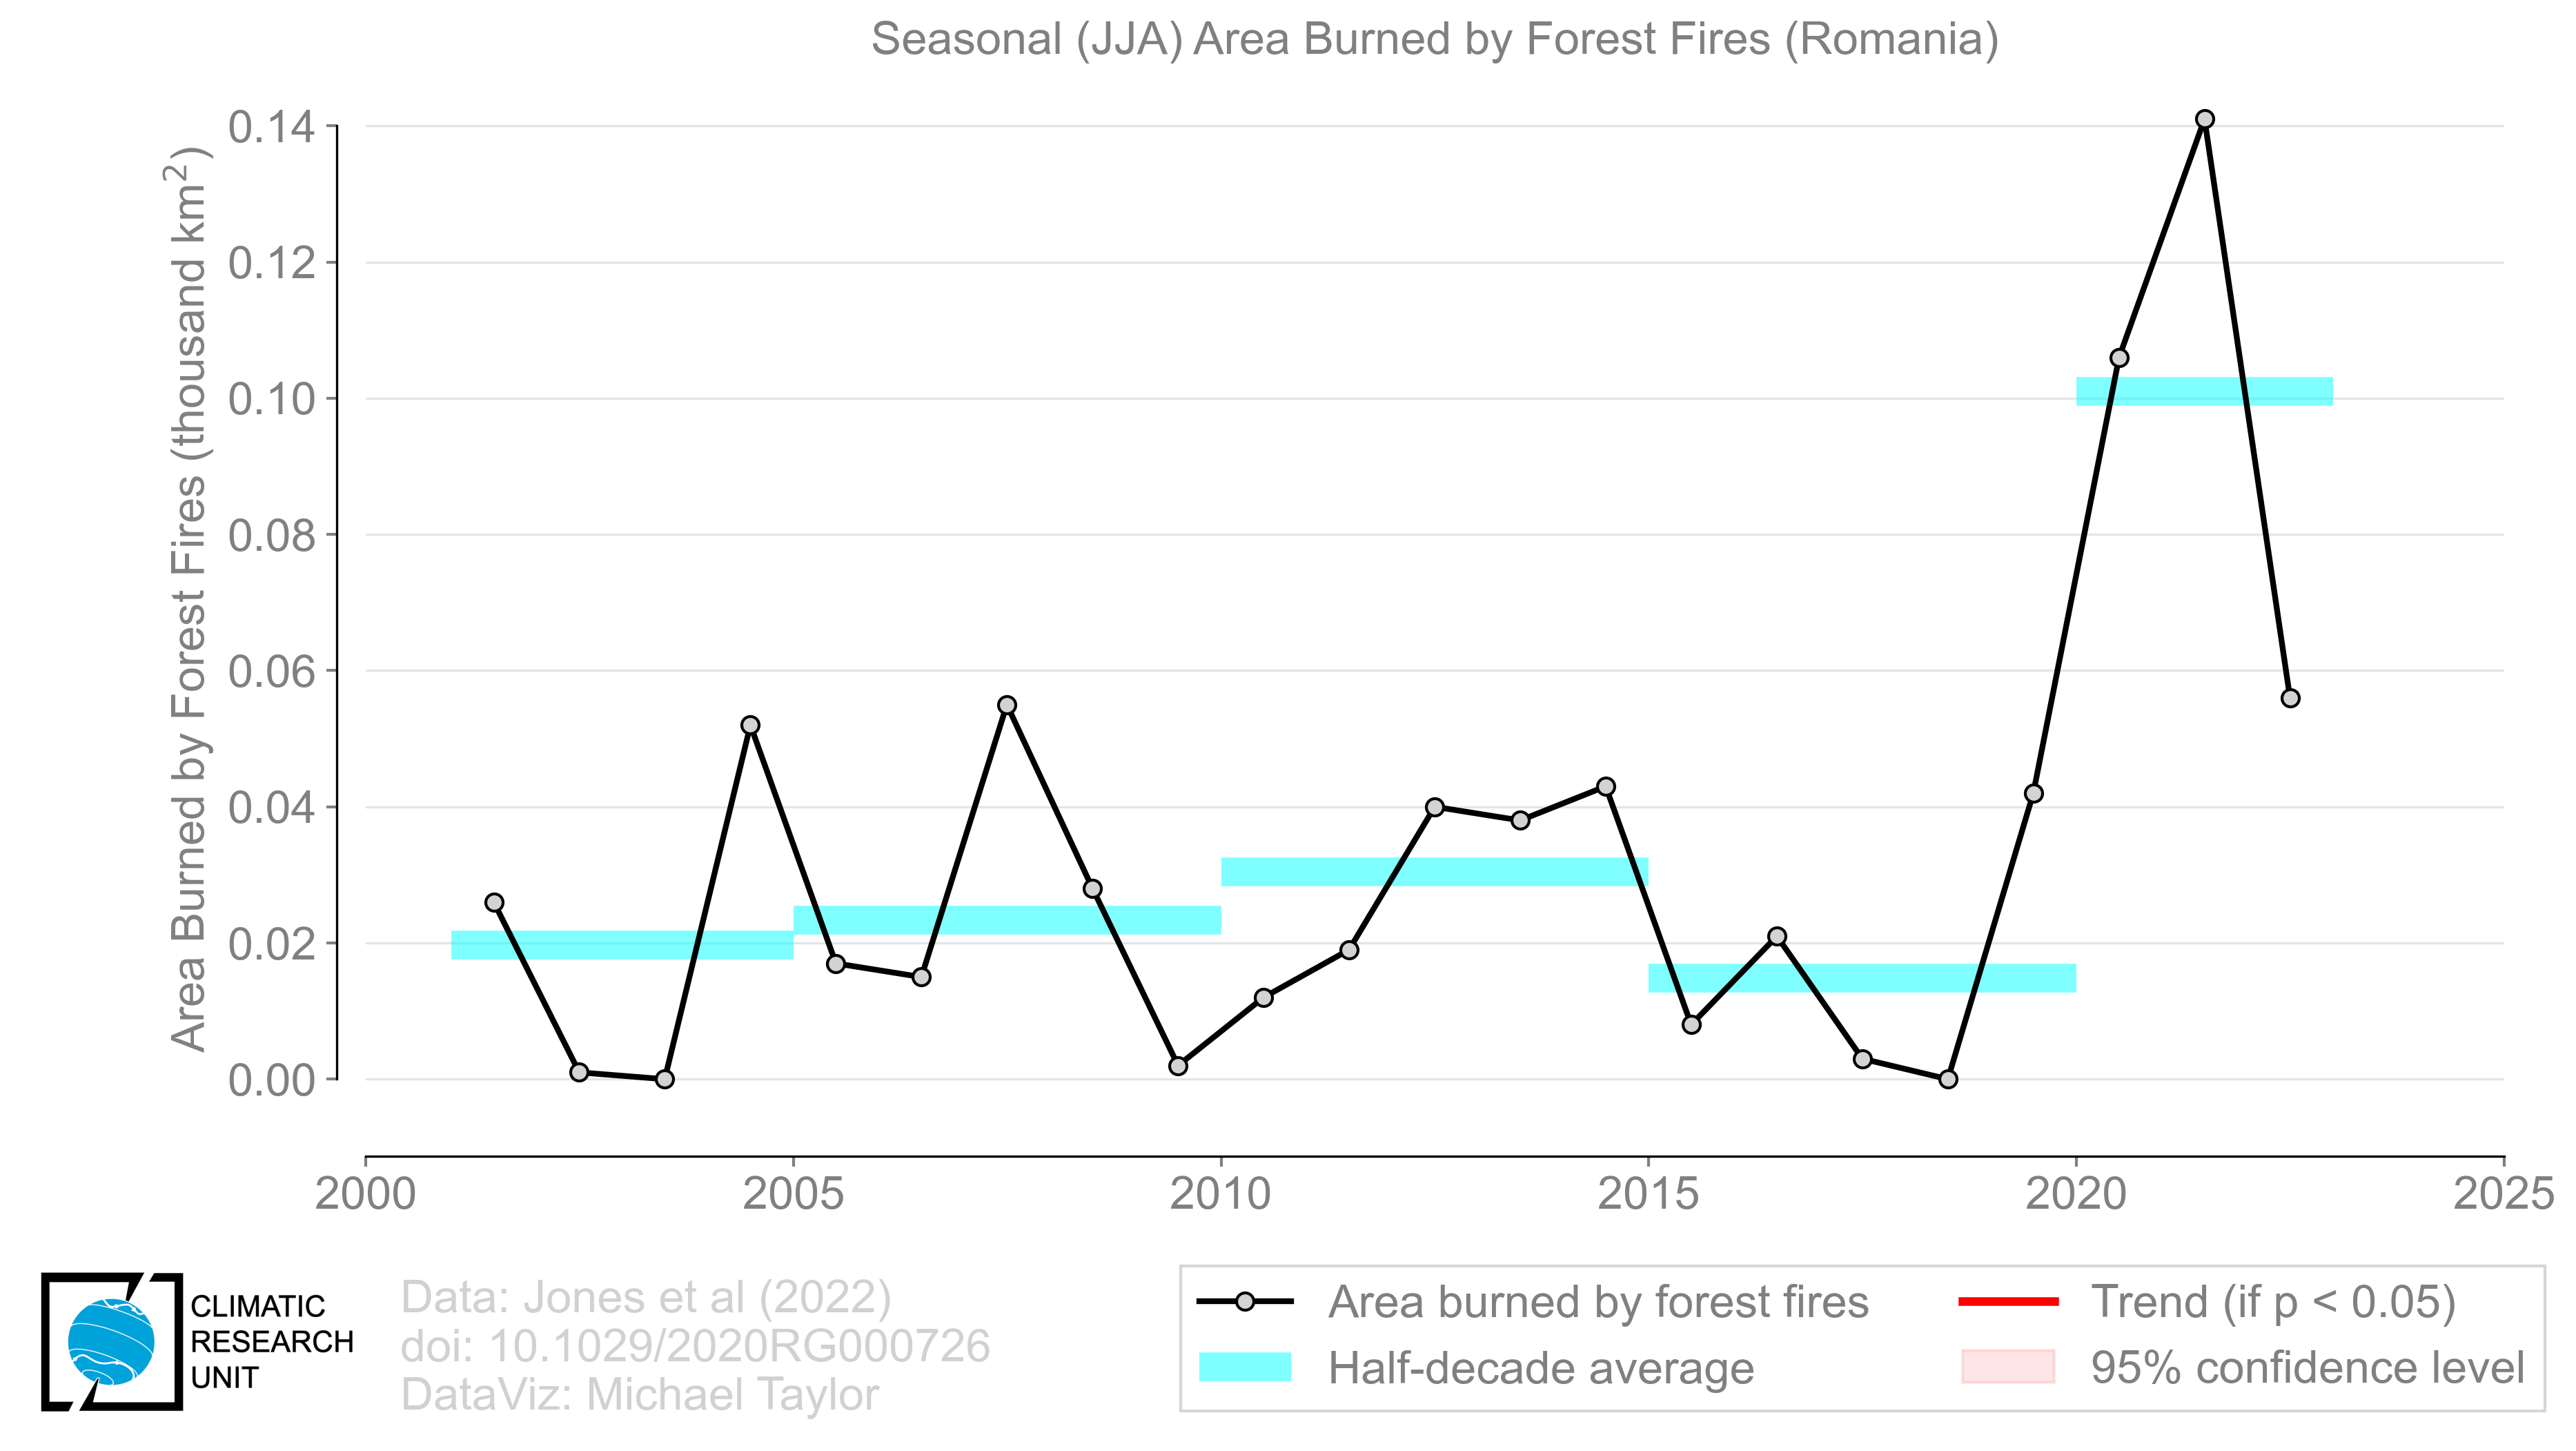 Seasonal (JJA) Area Burned by Forest Fires (Romania)
Area Burned by Forest Fires (thousand km²)
0.14
0.12
0.10
0.08
0.06
0.04
0.02
0.00
2000 2005 2010 2015 2020 2025
CLIMATIC
RESEARCH
UNIT
Data: Jones et al (2022)
doi: 10.1029/2020RG000726
DataViz: Michael Taylor
Area burned by forest fires
Half-decade average
Trend (if p < 0.05)
95% confidence level